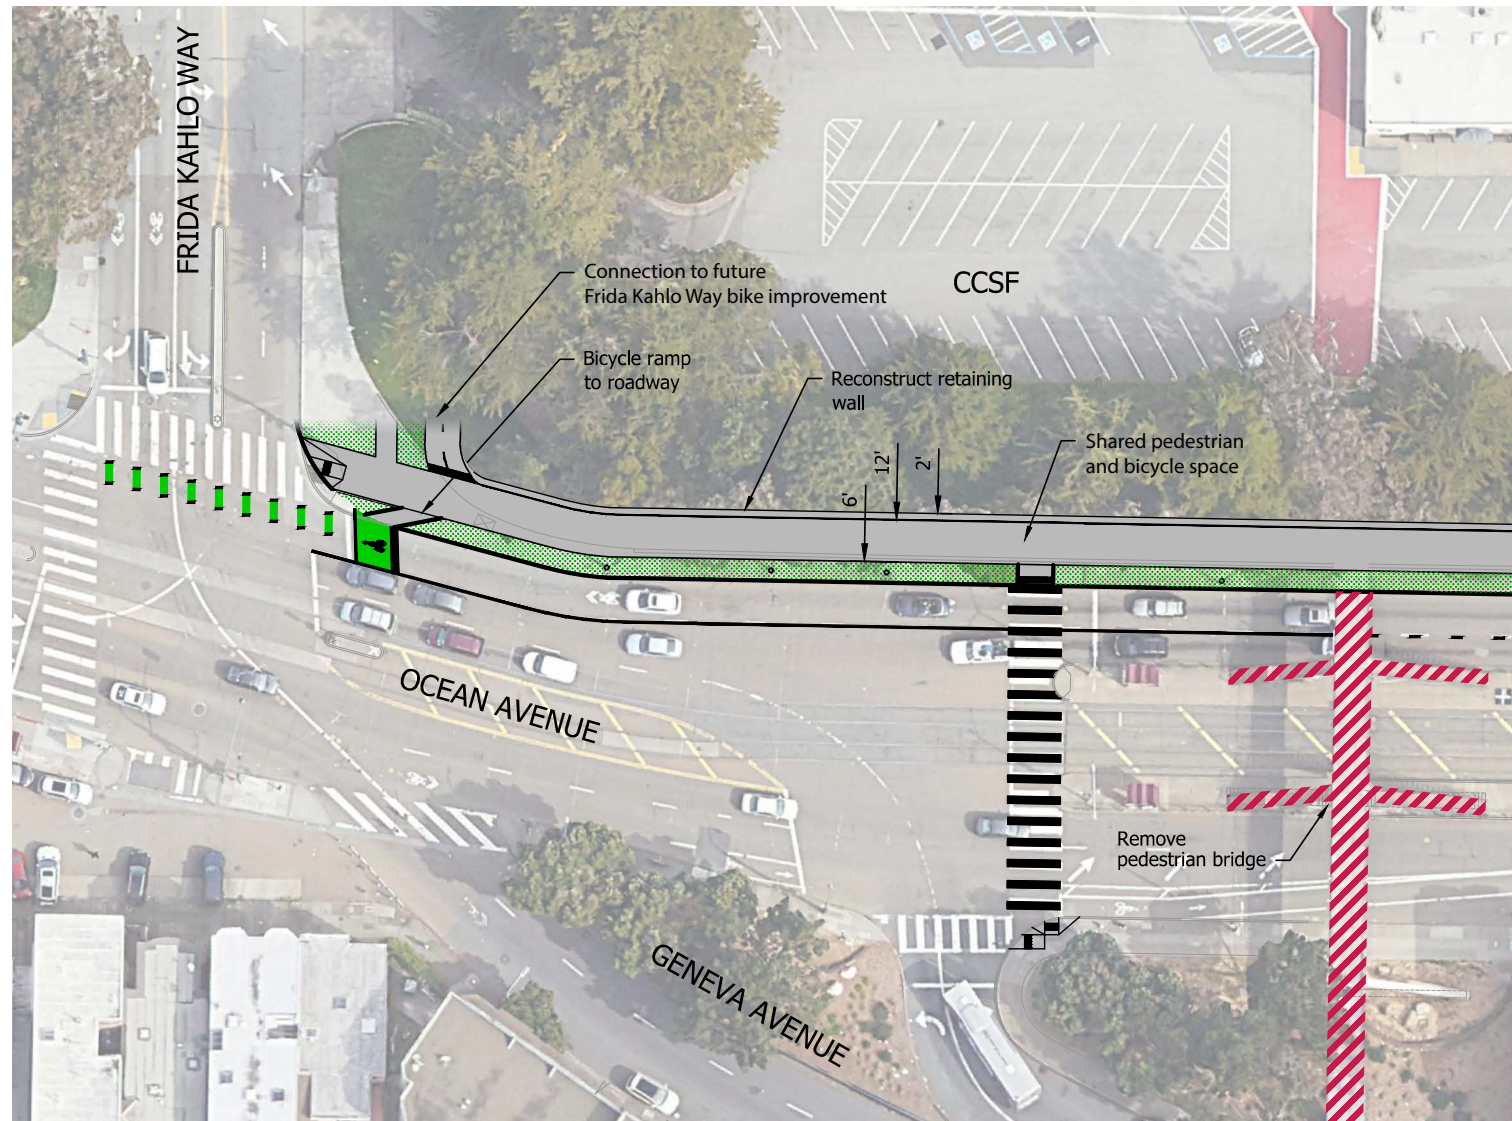 FRIDA KAHLO WAY
Connection to future
Frida Kahlo Way bike improvement
CCSF
Bicycle ramp
to roadway
Reconstruct retaining
wall
Shared pedestrian
and bicycle space
12'
2'
6'
OCEAN AVENUE
Remove
pedestrian bridge
GENEVA AVENUE